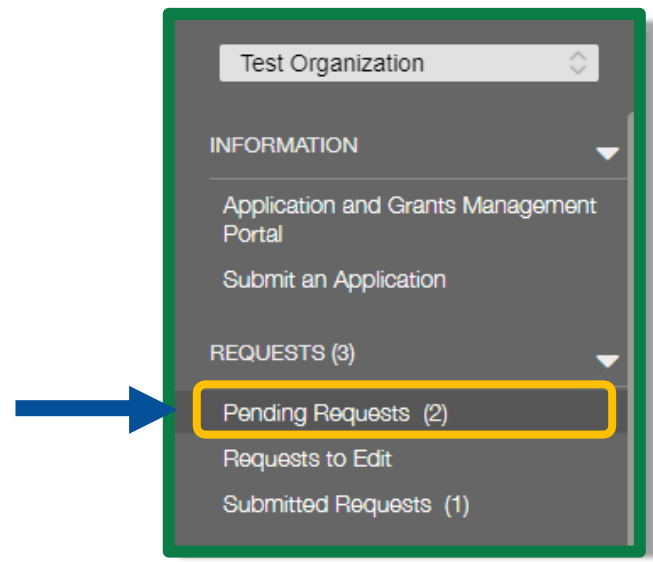 Test Organization
INFORMATION
Application and Grants Management
Portal
Submit an Application
REQUESTS (3)
Pending Requests (2)
Requests to Edit
Submitted Requests (1)